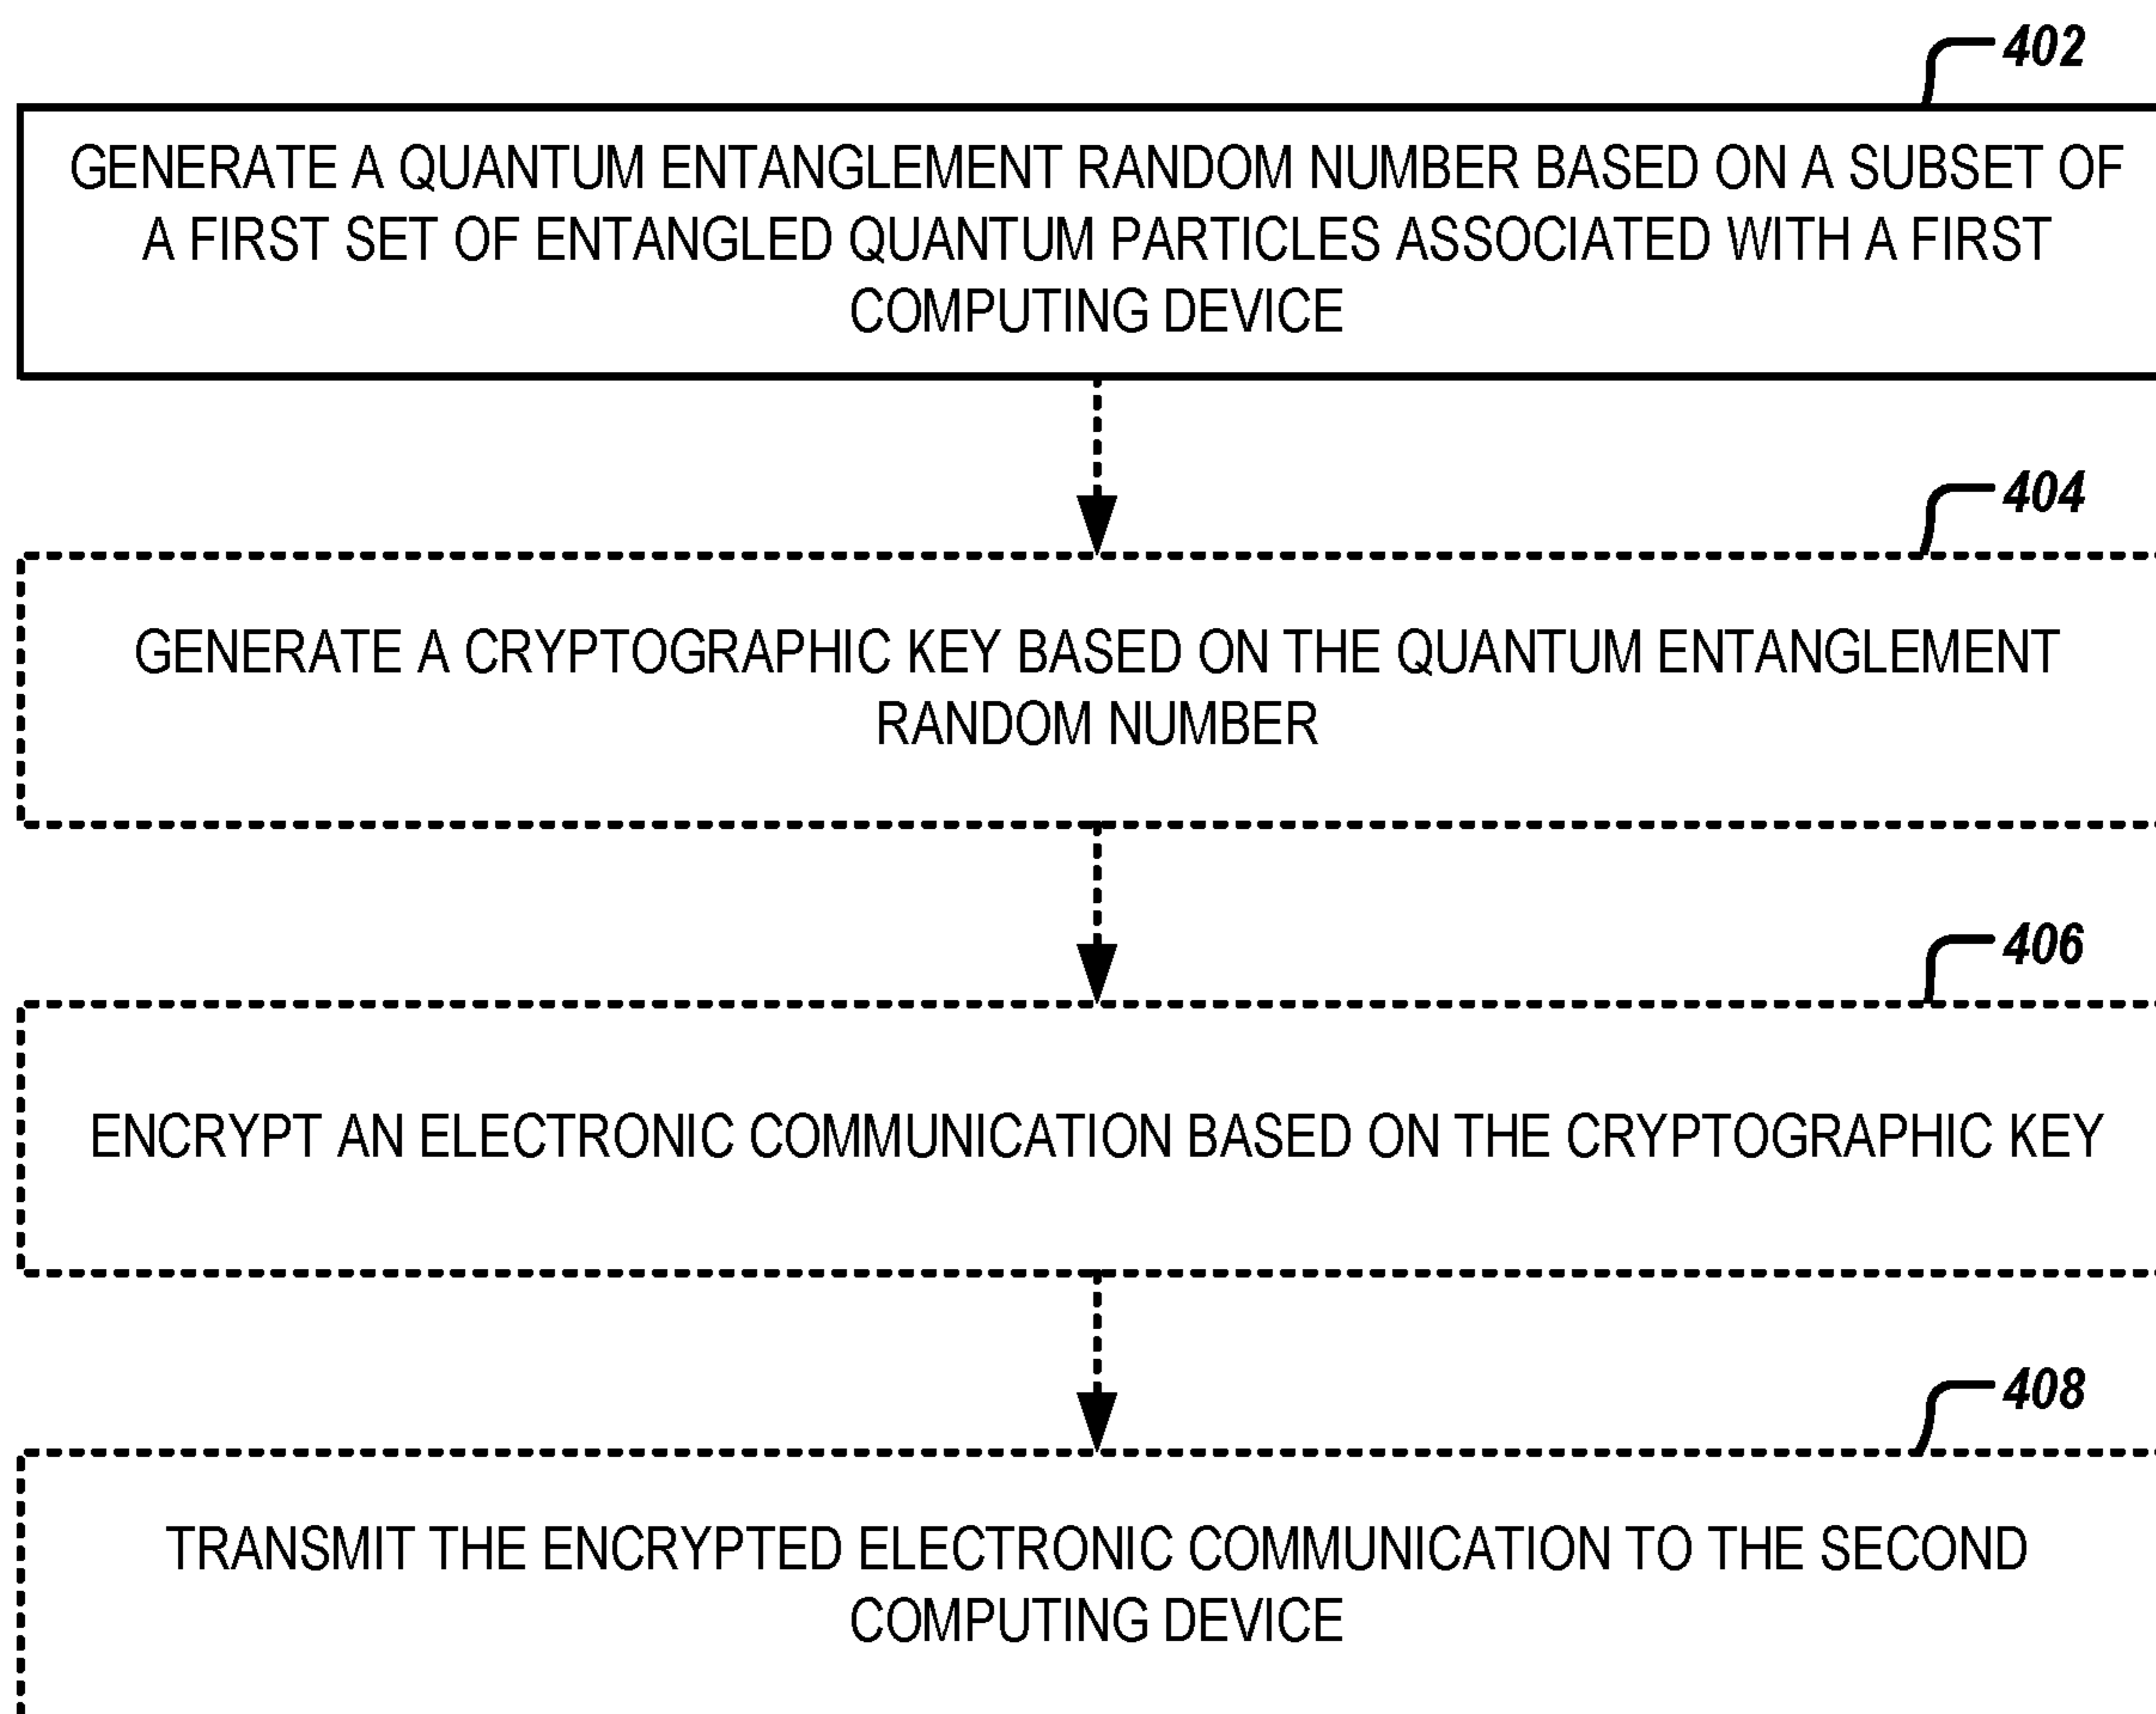 402
GENERATE A QUANTUM ENTANGLEMENT RANDOM NUMBER BASED ON A SUBSET OF
A FIRST SET OF ENTANGLED QUANTUM PARTICLES ASSOCIATED WITH A FIRST
COMPUTING DEVICE
404
GENERATE A CRYPTOGRAPHIC KEY BASED ON THE QUANTUM ENTANGLEMENT
RANDOM NUMBER
406
ENCRYPT AN ELECTRONIC COMMUNICATION BASED ON THE CRYPTOGRAPHIC KEY
408
TRANSMIT THE ENCRYPTED ELECTRONIC COMMUNICATION TO THE SECOND
COMPUTING DEVICE